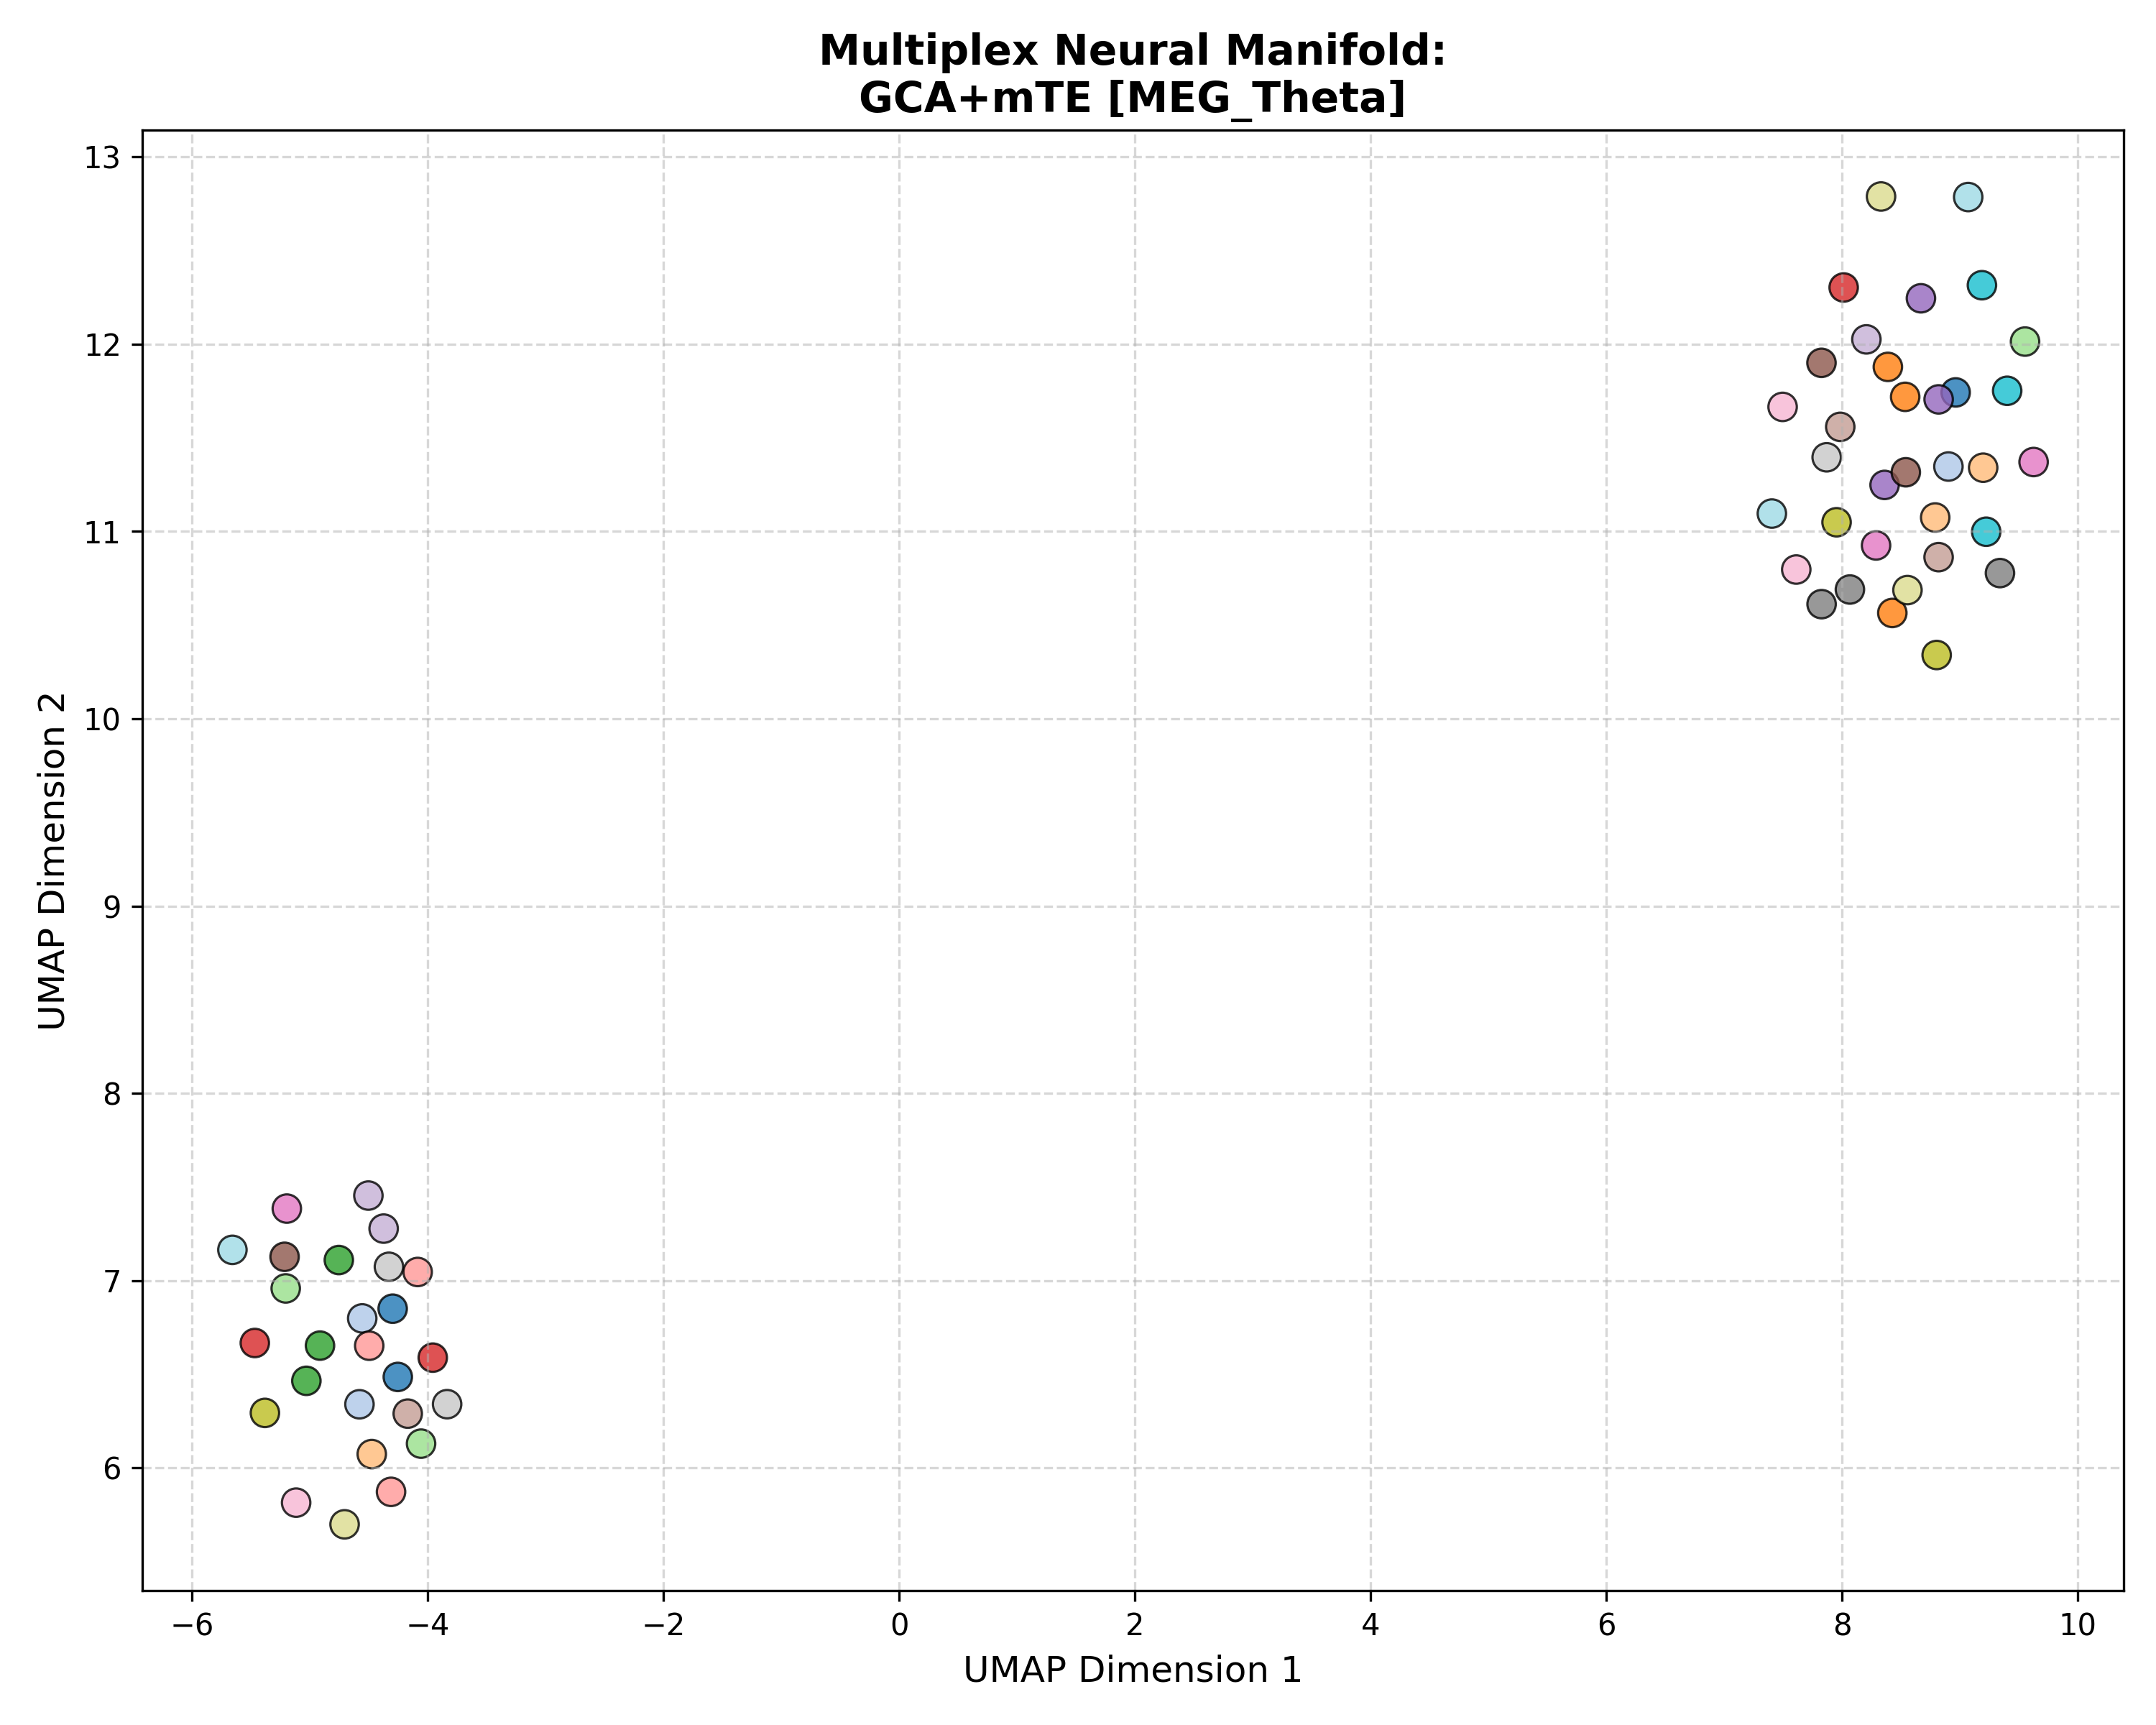 Multiplex Neural Manifold:
GCA+mTE [MEG_Theta]
13
12
11
10
9
8
7
6
UMAP Dimension 2
−6 −4 −2 0 2 4 6 8 10
UMAP Dimension 1